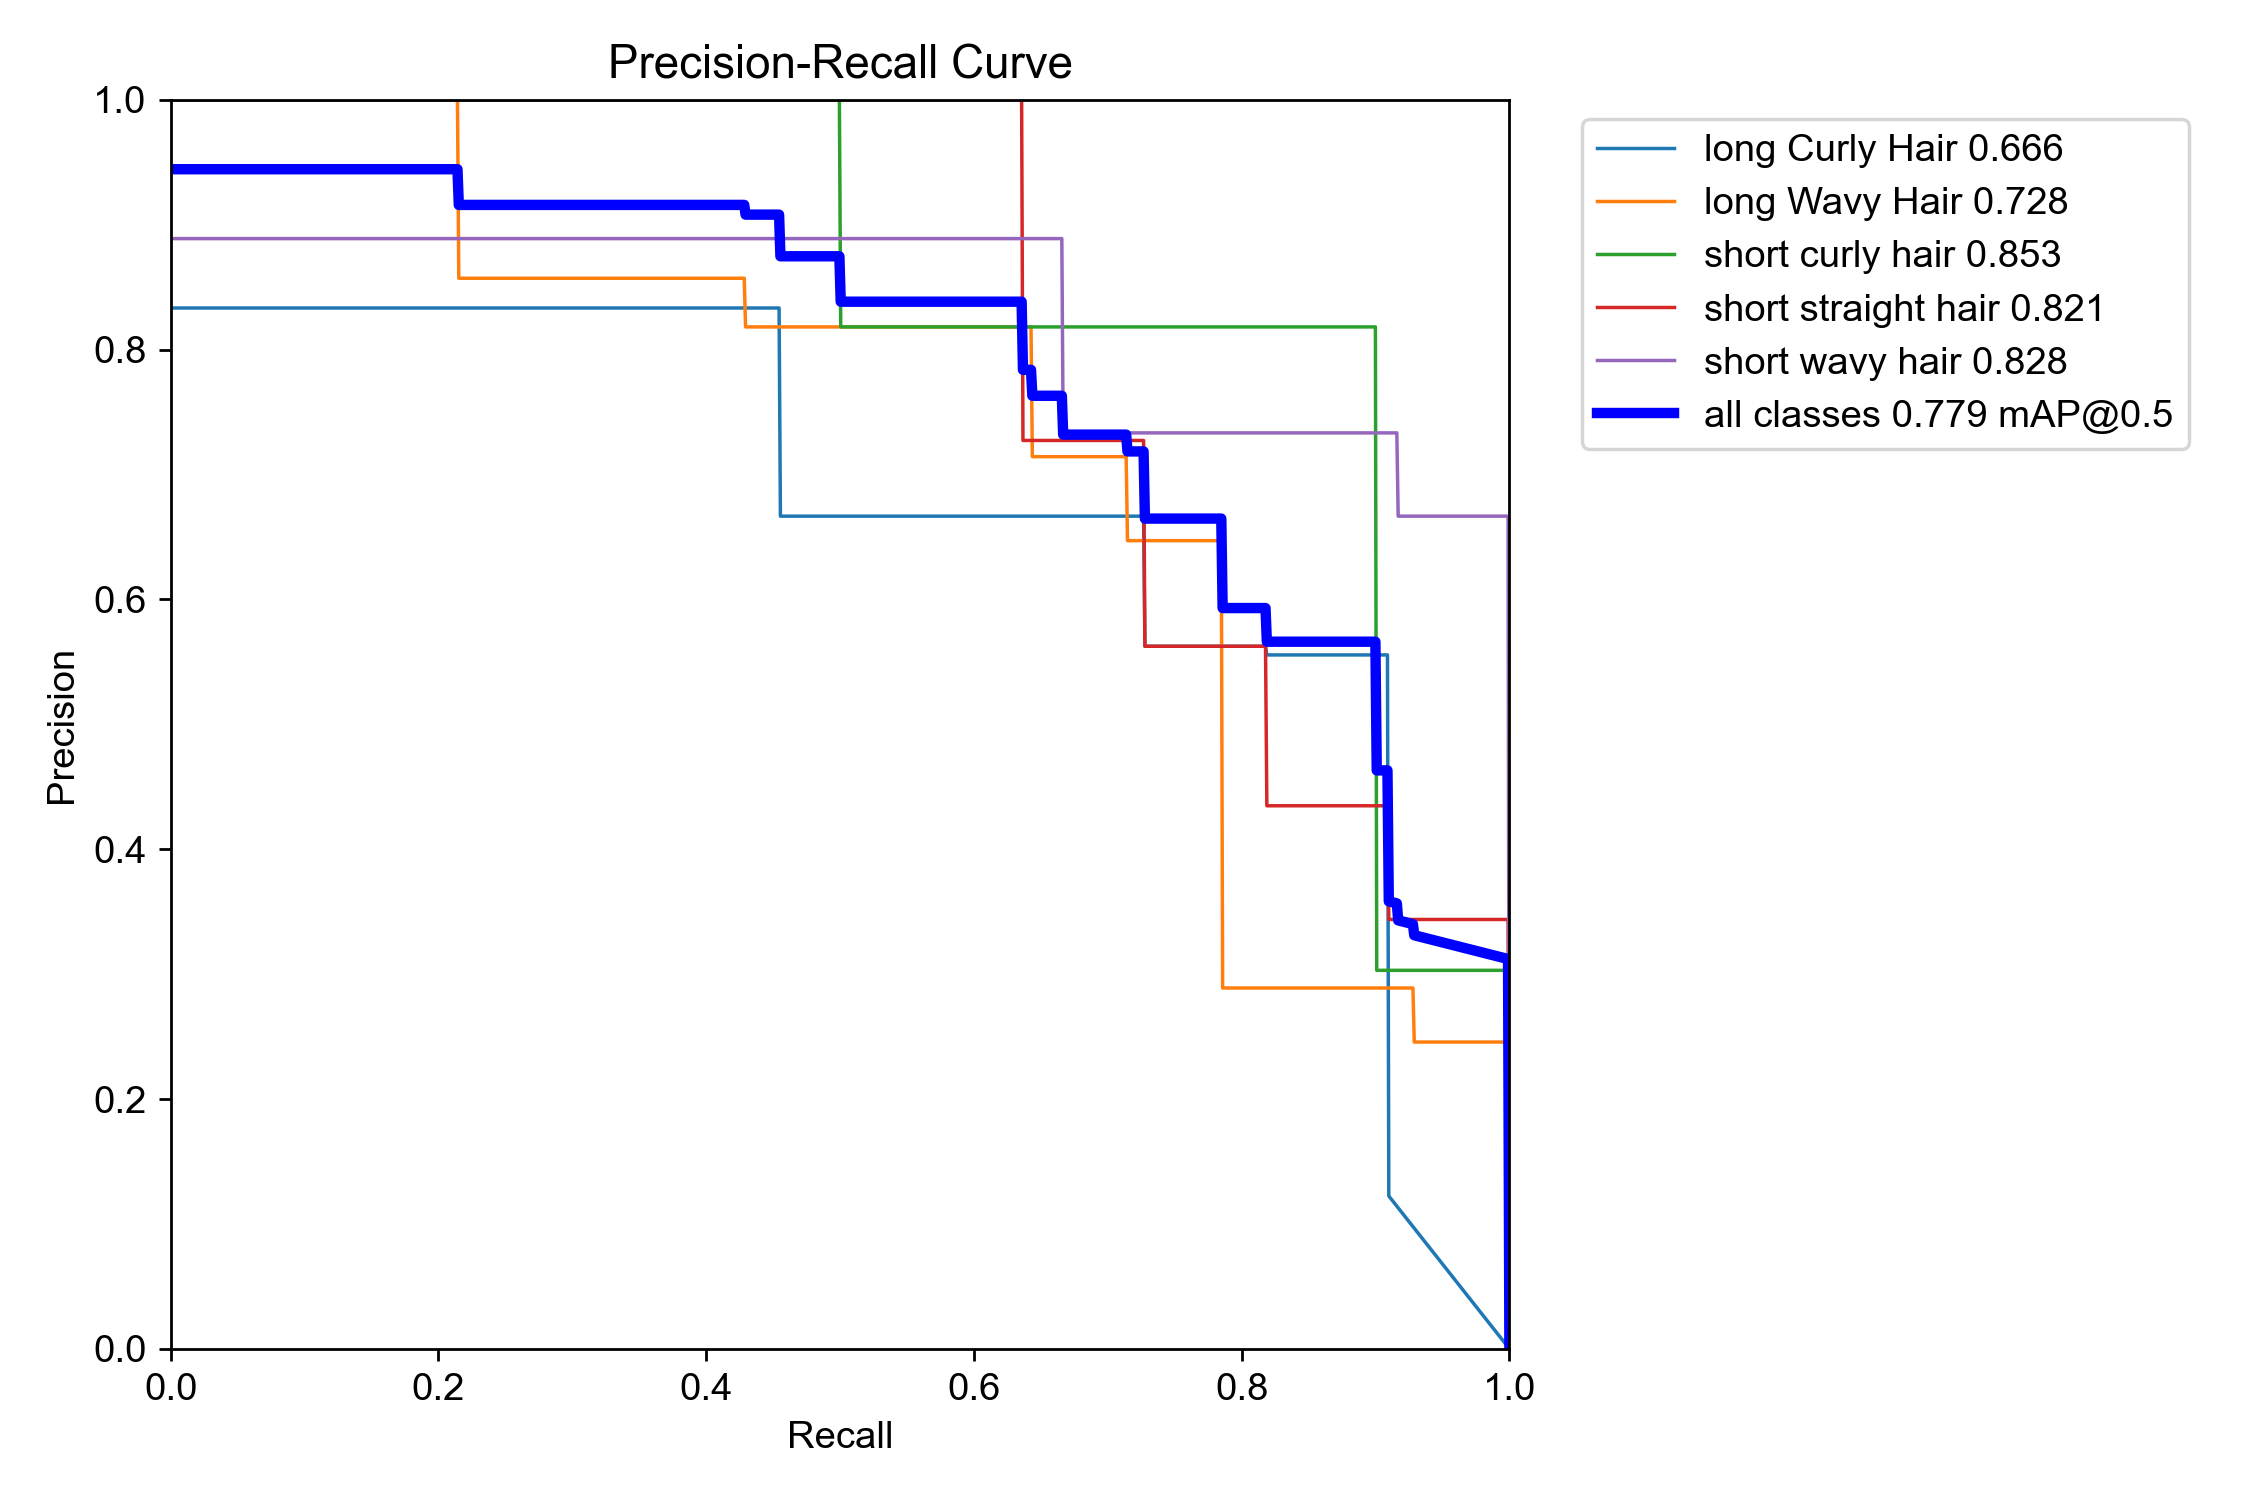 Precision-Recall Curve
1.0
0.8
0.6
0.4
0.2
0.0
Precision
0.0 0.2 0.4 0.6 0.8 1.0
Recall
long Curly Hair 0.666
long Wavy Hair 0.728
short curly hair 0.853
short straight hair 0.821
short wavy hair 0.828
all classes 0.779 mAP@0.5